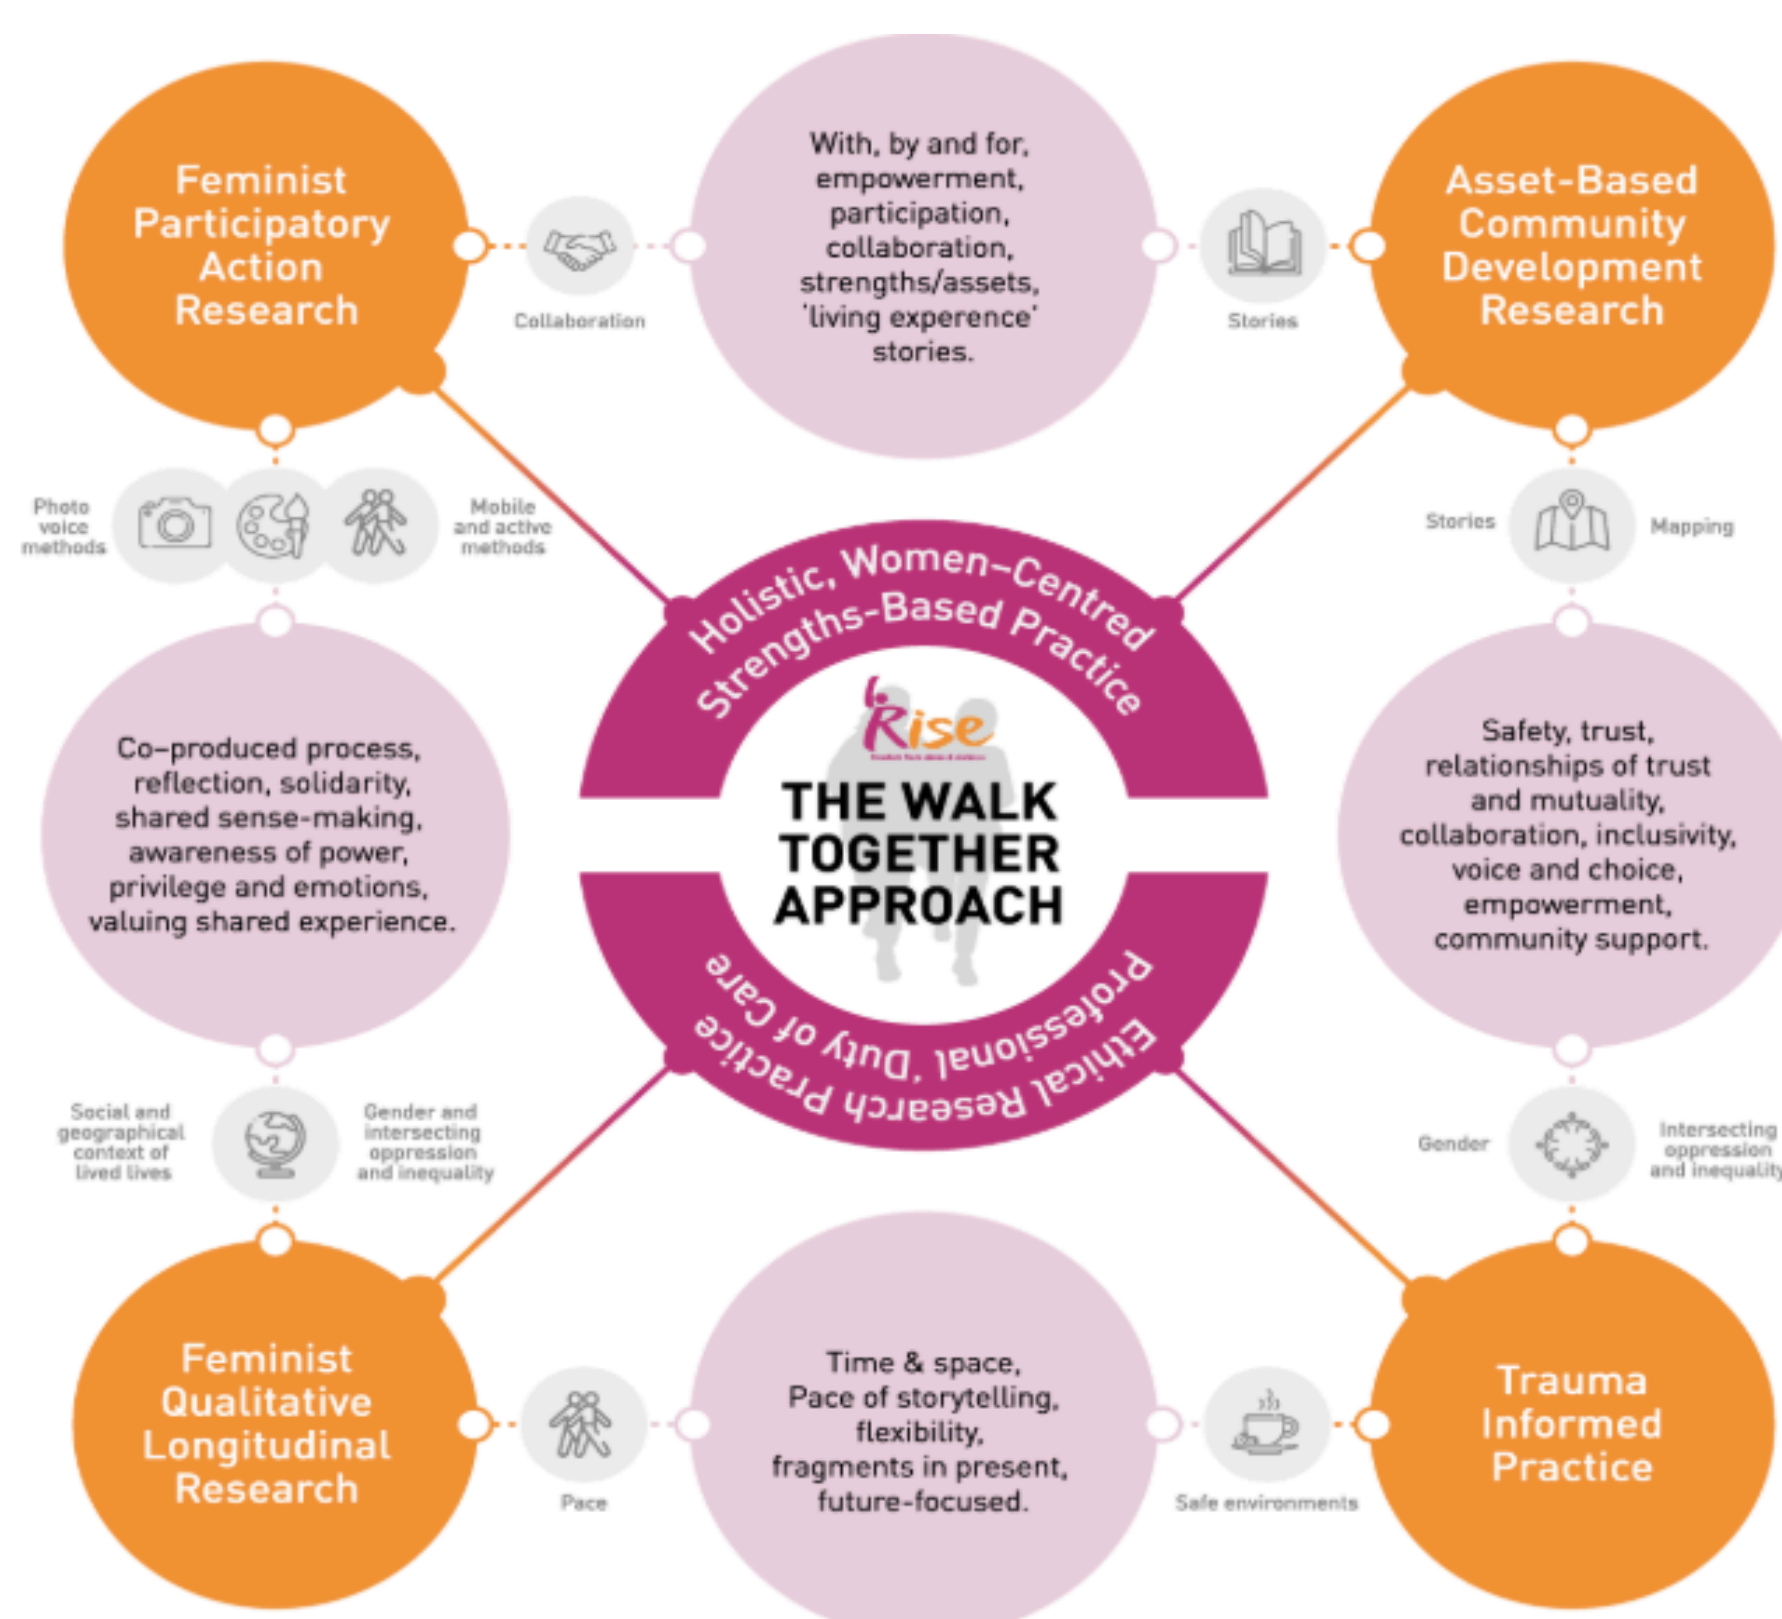 Feminist
Participatory
Action
Research
Collaboration
With, by and for,
empowerment,
participation,
collaboration,
strengths/assets,
'living experence'
stories.
Stories
Asset-Based
Community
Development
Research
Photo
voice
methods
Mobile
and active
methods
Stories
Mapping
Holistic, Women-Centred
Strengths-Based Practice
Rise
THE WALK
TOGETHER
APPROACH
Professional 'Duty of Care
Ethical Research Practice
Co-produced process,
reflection, solidarity,
shared sense-making,
awareness of power,
privilege and emotions,
valuing shared experience.
Safety, trust,
relationships of trust
and mutuality,
collaboration, inclusivity,
voice and choice,
empowerment,
community support.
Social and
geographical
context of
lived lives
Gender and
intersecting
oppression
and inequality
Gender
Intersecting
oppression
and inequality
Feminist
Qualitative
Longitudinal
Research
Pace
Time & space,
Pace of storytelling,
flexibility,
fragments in present,
future-focused.
Safe environments
Trauma
Informed
Practice